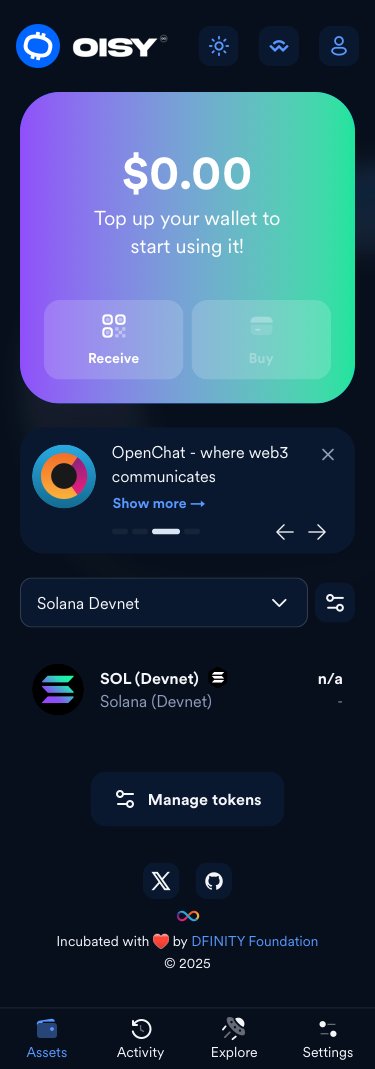 OISY
$0.00
Top up your wallet to
start using it!
Receive
Buy
OpenChat - where web3
communicates
Show more →
Solana Devnet
SOL (Devnet)
n/a
Solana (Devnet)
-
Manage tokens
Incubated with ❤️ by DFINITY Foundation
© 2025
Assets
Activity
Explore
Settings